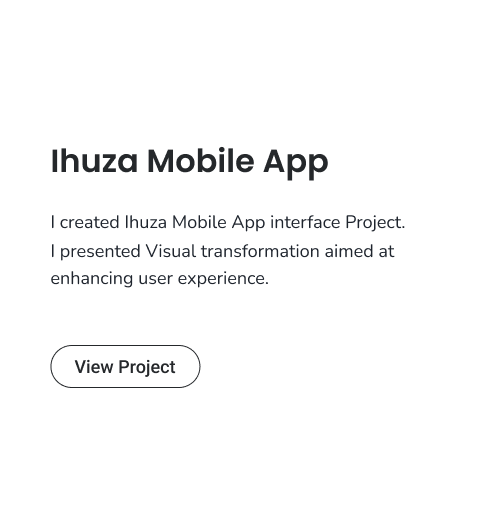 Ihuza Mobile App
I created Ihuza Mobile App interface Project.
I presented Visual transformation aimed at
enhancing user experience.
View Project